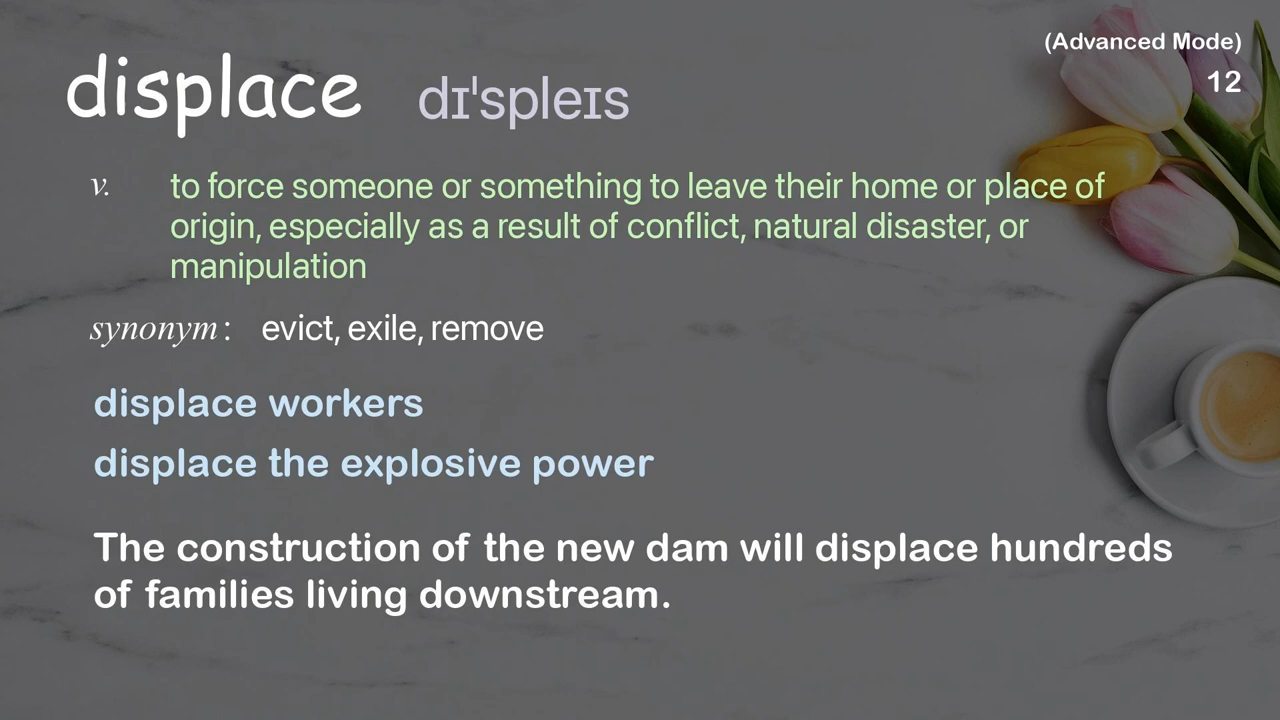 (Advanced Mode)
displace dɪˈspleɪs
12
v. to force someone or something to leave their home or place of
origin, especially as a result of conflict, natural disaster, or
manipulation
synonym : evict, exile, remove
displace workers
displace the explosive power
The construction of the new dam will displace hundreds
of families living downstream.